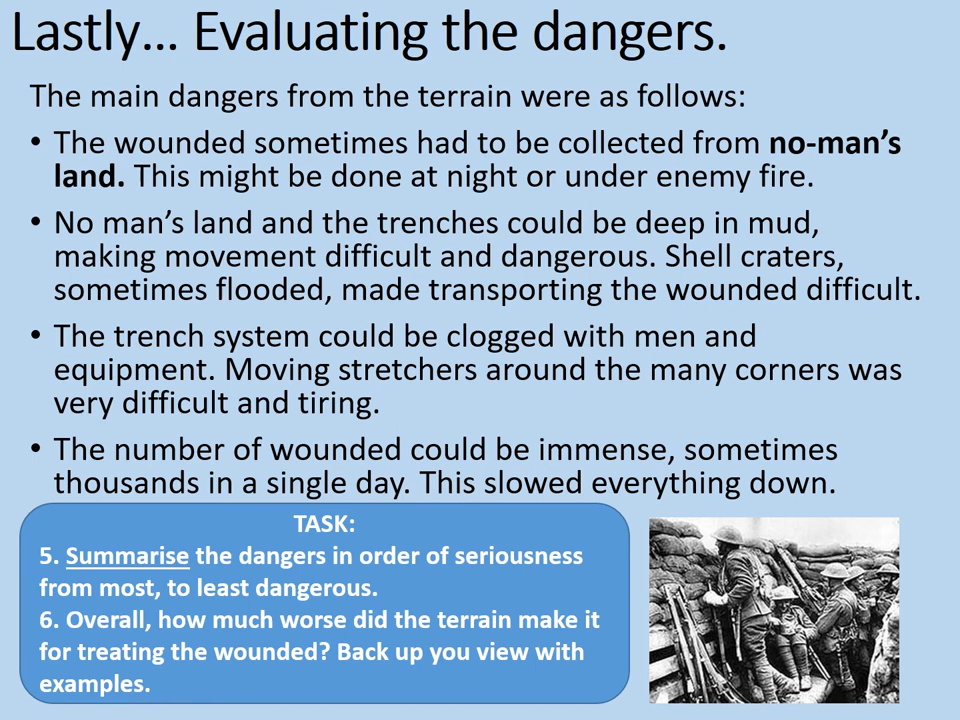 Lastly… Evaluating the dangers.
The main dangers from the terrain were as follows:
• The wounded sometimes had to be collected from no-man's
land. This might be done at night or under enemy fire.
• No man's land and the trenches could be deep in mud,
making movement difficult and dangerous. Shell craters,
sometimes flooded, made transporting the wounded difficult.
• The trench system could be clogged with men and
equipment. Moving stretchers around the many corners was
very difficult and tiring.
• The number of wounded could be immense, sometimes
thousands in a single day. This slowed everything down.
TASK:
5. Summarise the dangers in order of seriousness
from most, to least dangerous.
6. Overall, how much worse did the terrain make it
for treating the wounded? Back up you view with
examples.